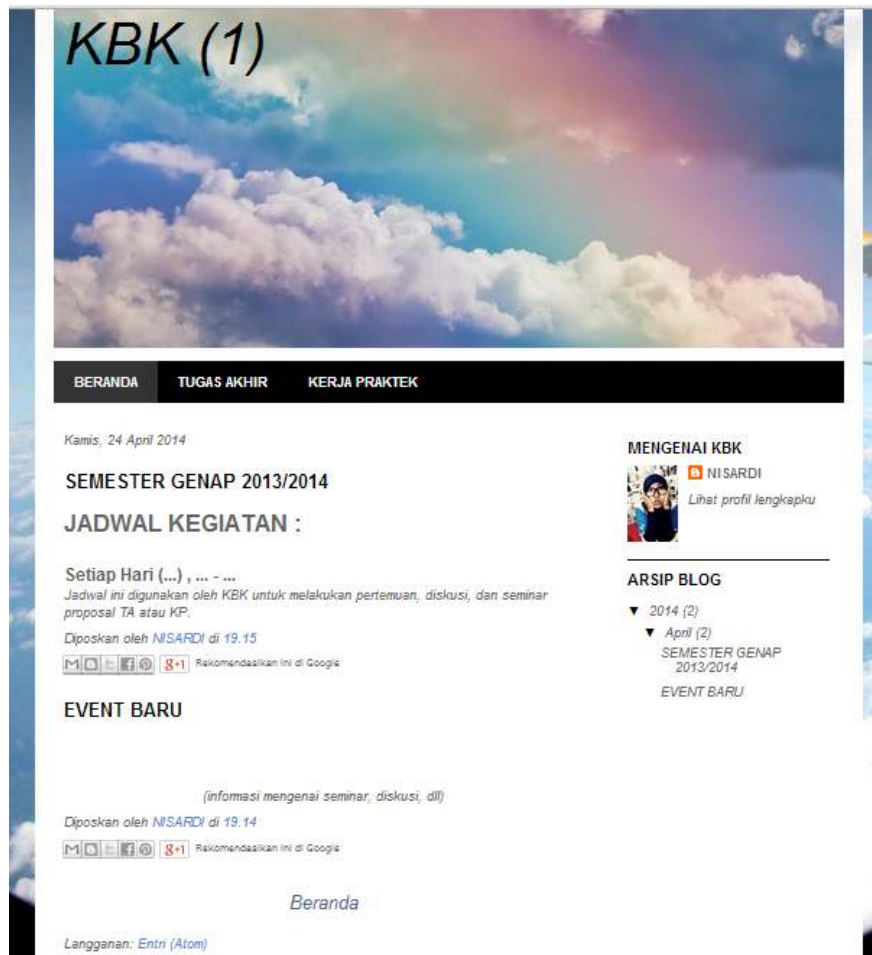 KBK (1)
BERANDA TUGAS AKHIR KERJA PRAKTEK
Kamis, 24 April 2014
SEMESTER GENAP 2013/2014
JADWAL KEGIATAN :
Setiap Hari (...) , ... - ...
Jadwal ini digunakan oleh KBK untuk melakukan pertemuan, diskusi, dan seminar
proposal TA atau KP.
Diposkan oleh NISARDI di 19.15
g+1 Rekomendasikan ini di Google
EVENT BARU
(informasi mengenai seminar, diskusi, dll)
Diposkan oleh NISARDI di 19.14
g+1 Rekomendasikan ini di Google
Beranda
Langganan: Entri (Atom)
MENGENAI KBK
NISARDI
Lihat profil lengkapku
ARSIP BLOG
▼ 2014 (2)
▼ April (2)
SEMESTER GENAP
2013/2014
EVENT BARU